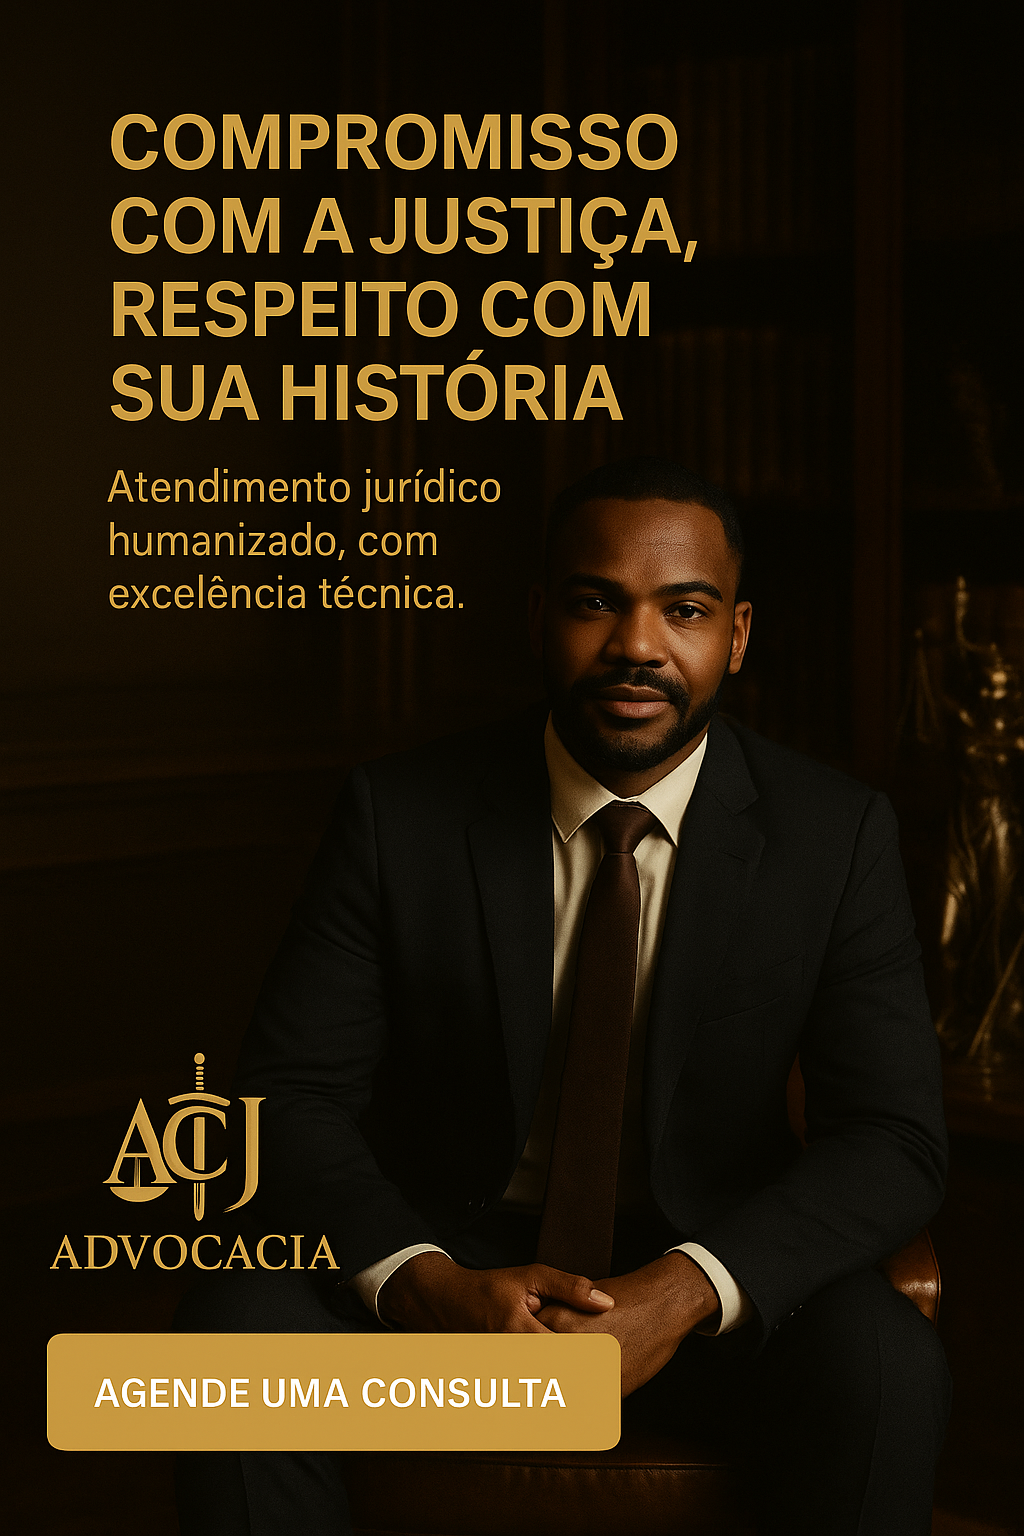 COMPROMISSO
COM A JUSTIÇA,
RESPEITO COM
SUA HISTÓRIA
Atendimento jurídico
humanizado, com
excelência técnica.
ACJ
ADVOCACIA
AGENDE UMA CONSULTA